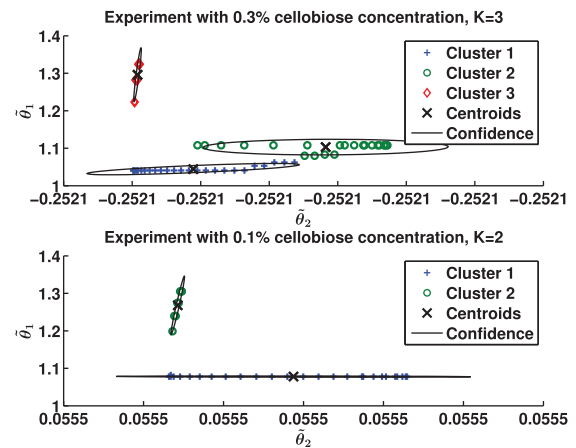 Experiment with 0.3% cellobiose concentration, K=3
1.4
1.3
1.2
1.1
1
θ̃₁
Cluster 1
Cluster 2
Cluster 3
Centroids
Confidence
−0.2521 −0.2521 −0.2521 −0.2521 −0.2521 −0.2521 −0.2521 −0.2521
θ̃₂
Experiment with 0.1% cellobiose concentration, K=2
1.4
1.3
1.2
1.1
1
θ̃₁
Cluster 1
Cluster 2
Centroids
Confidence
0.0555 0.0555 0.0555 0.0555 0.0555 0.0555 0.0555
θ̃₂